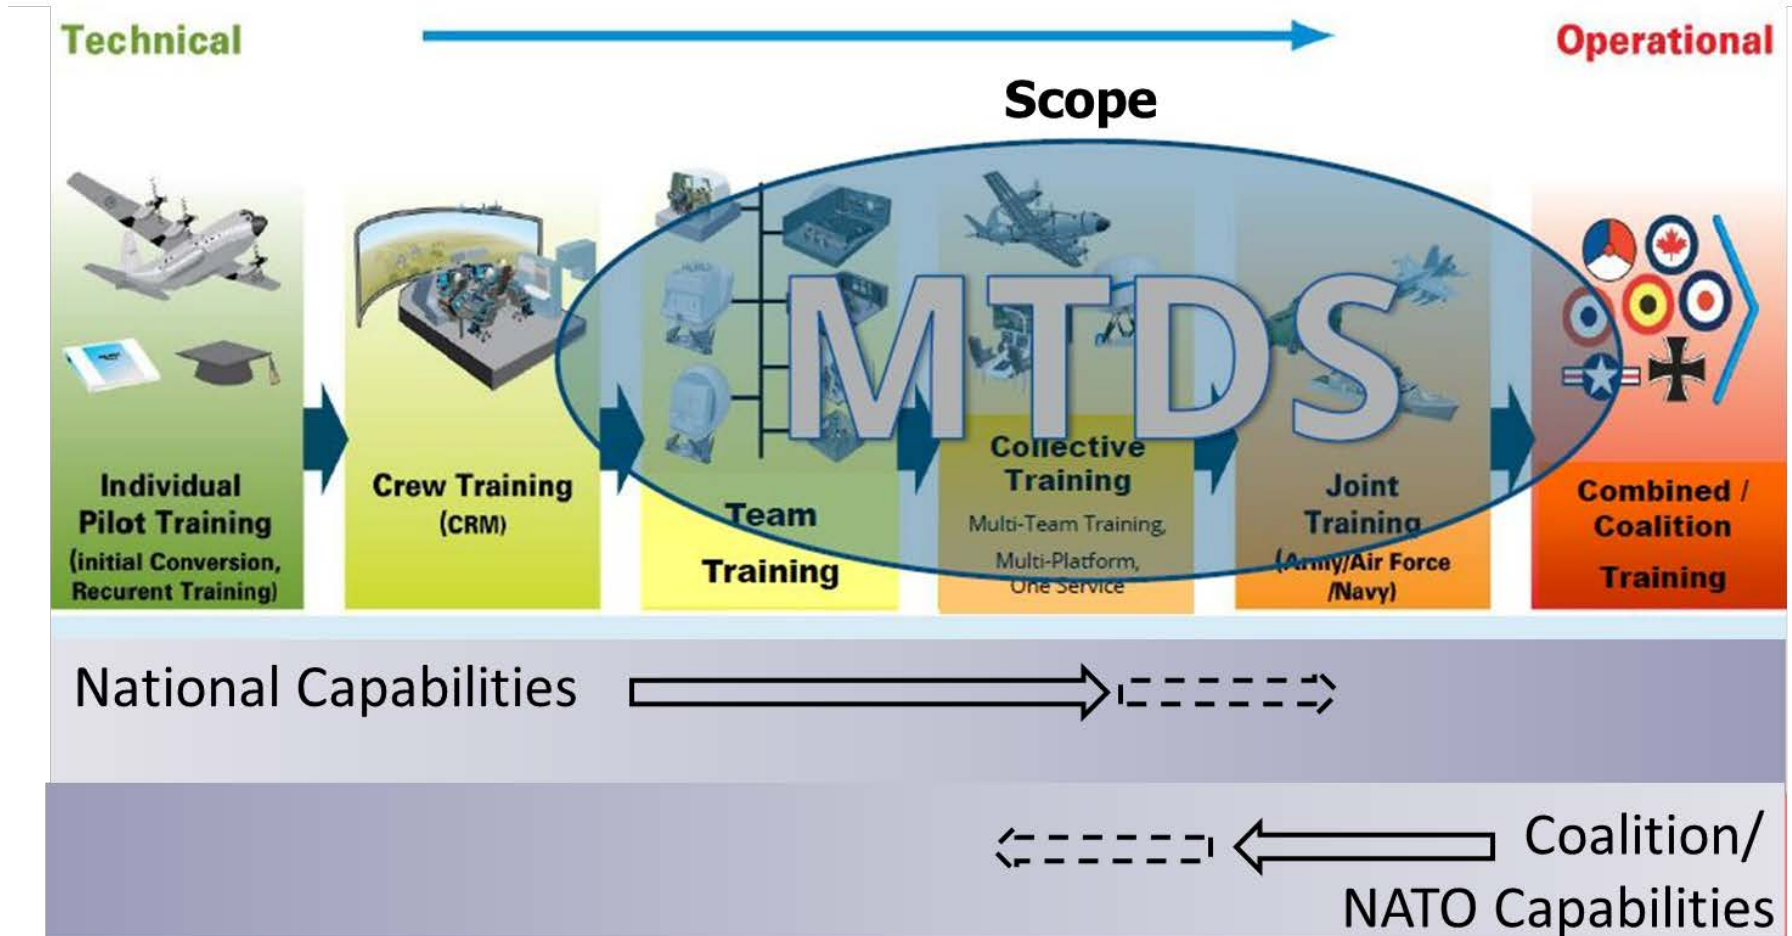 Technical
Operational
Scope
MTDS
Individual
Pilot Training
(initial Conversion,
Recurent Training)
Crew Training
(CRM)
Team
Training
Collective
Training
Multi-Team Training,
Multi-Platform,
One Service
Joint
Training
(Army/Air Force
/Navy)
Combined /
Coalition
Training
National Capabilities
Coalition/
NATO Capabilities